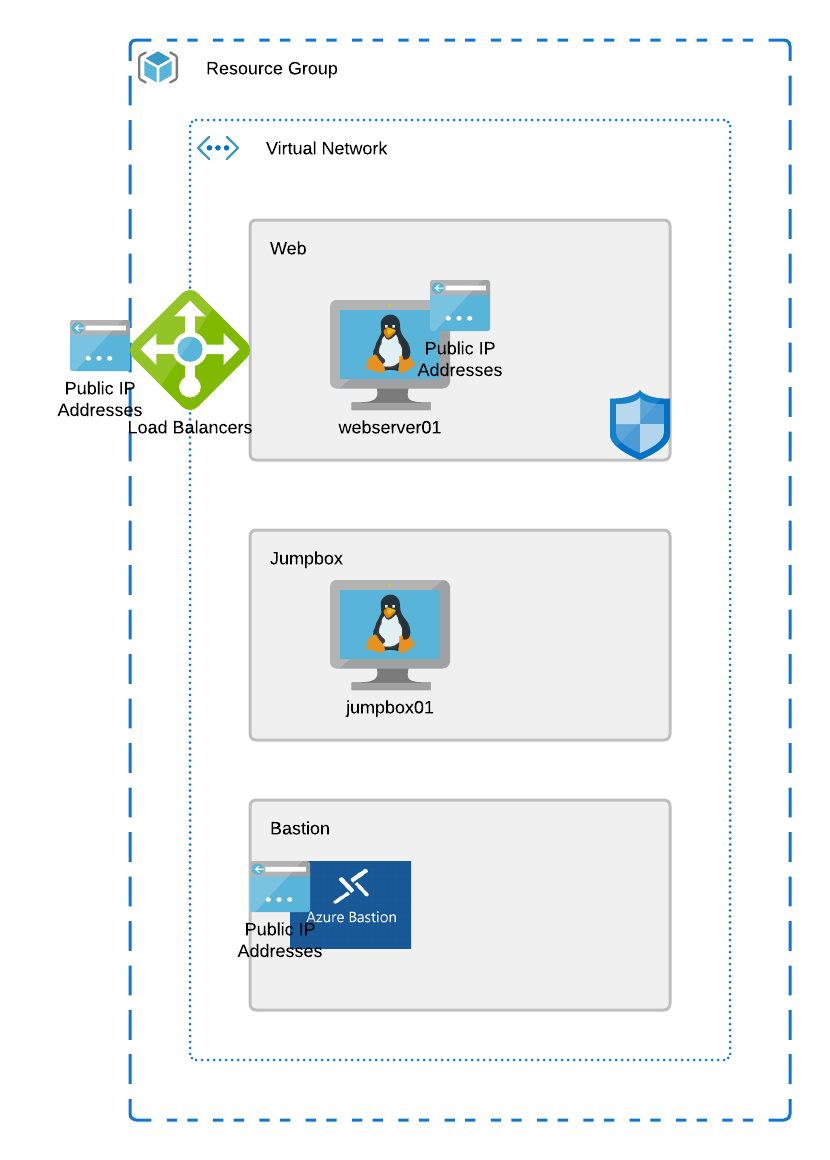 Resource Group
Virtual Network
Web
Public IP
Addresses
Public IP
Addresses
Load Balancers
webserver01
Jumpbox
jumpbox01
Bastion
Azure Bastion
Public IP
Addresses